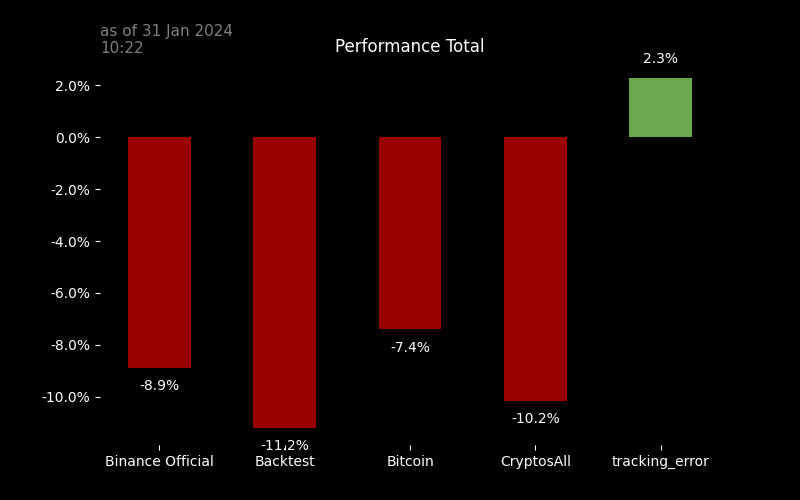 as of 31 Jan 2024
10:22
Performance Total
2.3%
2.0%
0.0%
-2.0%
-4.0%
-6.0%
-8.0%
-10.0%
-8.9%
-11.2%
-7.4%
-10.2%
Binance Official
Backtest
Bitcoin
CryptosAll
tracking_error